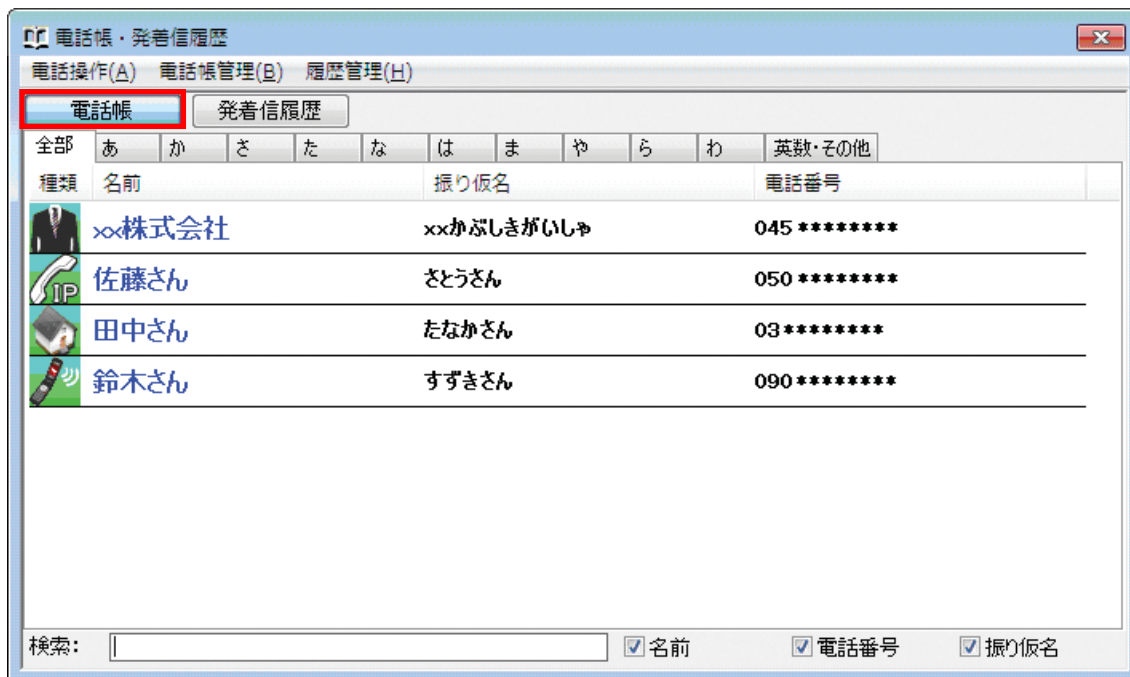 電話帳・発着信履歴
電話操作(A) 電話帳管理(B) 履歴管理(H)
電話帳 発着信履歴
全部 あ か さ た な は ま や ら わ 英数・その他
種類 名前 振り仮名 電話番号
xx株式会社 xxかぶしきがいしゃ 045********
IP 佐藤さん さとうさん 050********
田中さん たなかさん 03********
鈴木さん すずきさん 090********
検索: 名前 電話番号 振り仮名